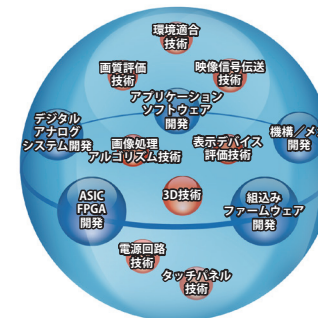 環境適合
技術
画質評価
技術
映像信号伝送
技術
アプリケーション
ソフトウェア
開発
デジタル
アナログ
システム開発
機構／メ
開発
画像処理
アルゴリズム技術
表示デバイス
評価技術
ASIC
FPGA
開発
3D技術
組込み
ファームウェア
開発
電源回路
技術
タッチパネル
技術